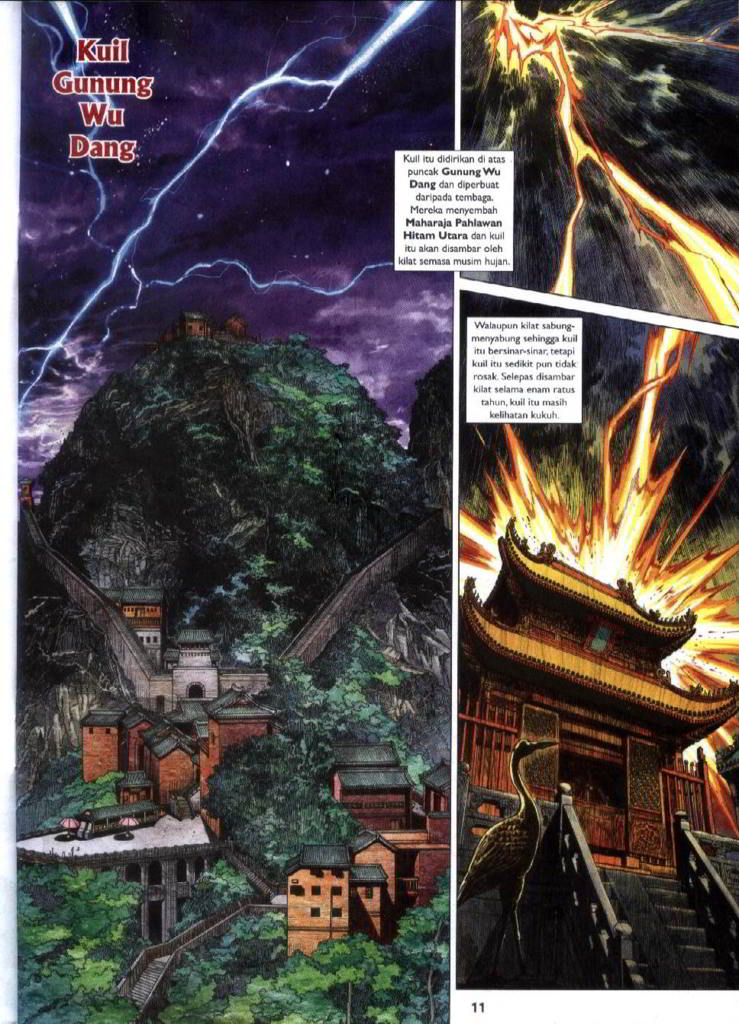 Kuil
Gunung
Wu
Dang
Kuil itu didirikan di atas
puncak Gunung Wu
Dang dan diperbuat
daripada tembaga.
Mereka menyembah
Maharaja Pahlawan
Hitam Utara dan kuil
itu akan disambar oleh
kilat semasa musim hujan.
Walaupun kilat sabung-
menyabung sehingga kuil
itu bersinar-sinar, tetapi
kuil itu sedikit pun tidak
rosak. Selepas disambar
kilat selama enam ratus
tahun, kuil itu masih
kelihatan kukuh.
11